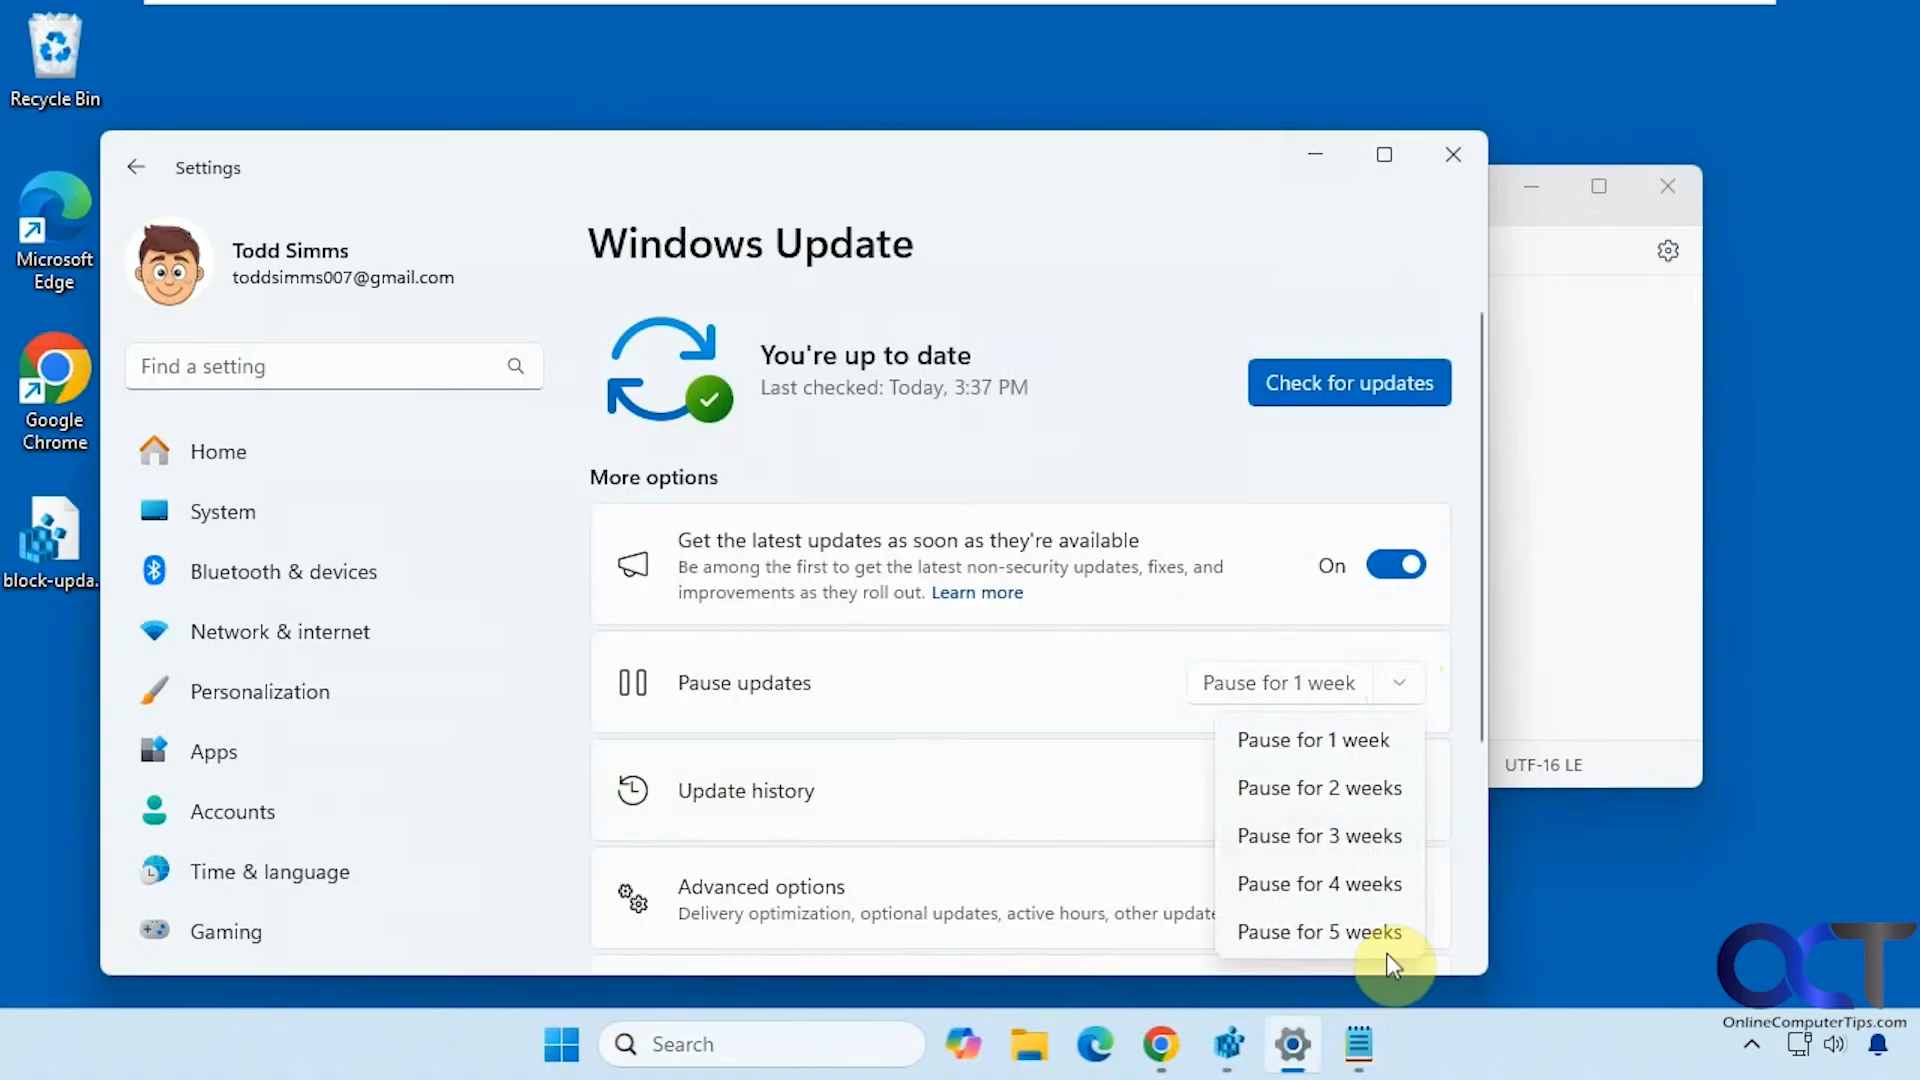 Recycle Bin
Microsoft
Edge
Google
Chrome
block-upda.
Settings
Todd Simms
toddsimms007@gmail.com
Find a setting
Home
System
Bluetooth & devices
Network & internet
Personalization
Apps
Accounts
Time & language
Gaming
Windows Update
You're up to date
Last checked: Today, 3:37 PM
Check for updates
More options
Get the latest updates as soon as they're available
Be among the first to get the latest non-security updates, fixes, and
improvements as they roll out. Learn more
On
Pause updates
Pause for 1 week
Pause for 1 week
Pause for 2 weeks
Pause for 3 weeks
Pause for 4 weeks
Pause for 5 weeks
Update history
Advanced options
Delivery optimization, optional updates, active hours, other update
UTF-16 LE
OCT
OnlineComputerTips.com
Search